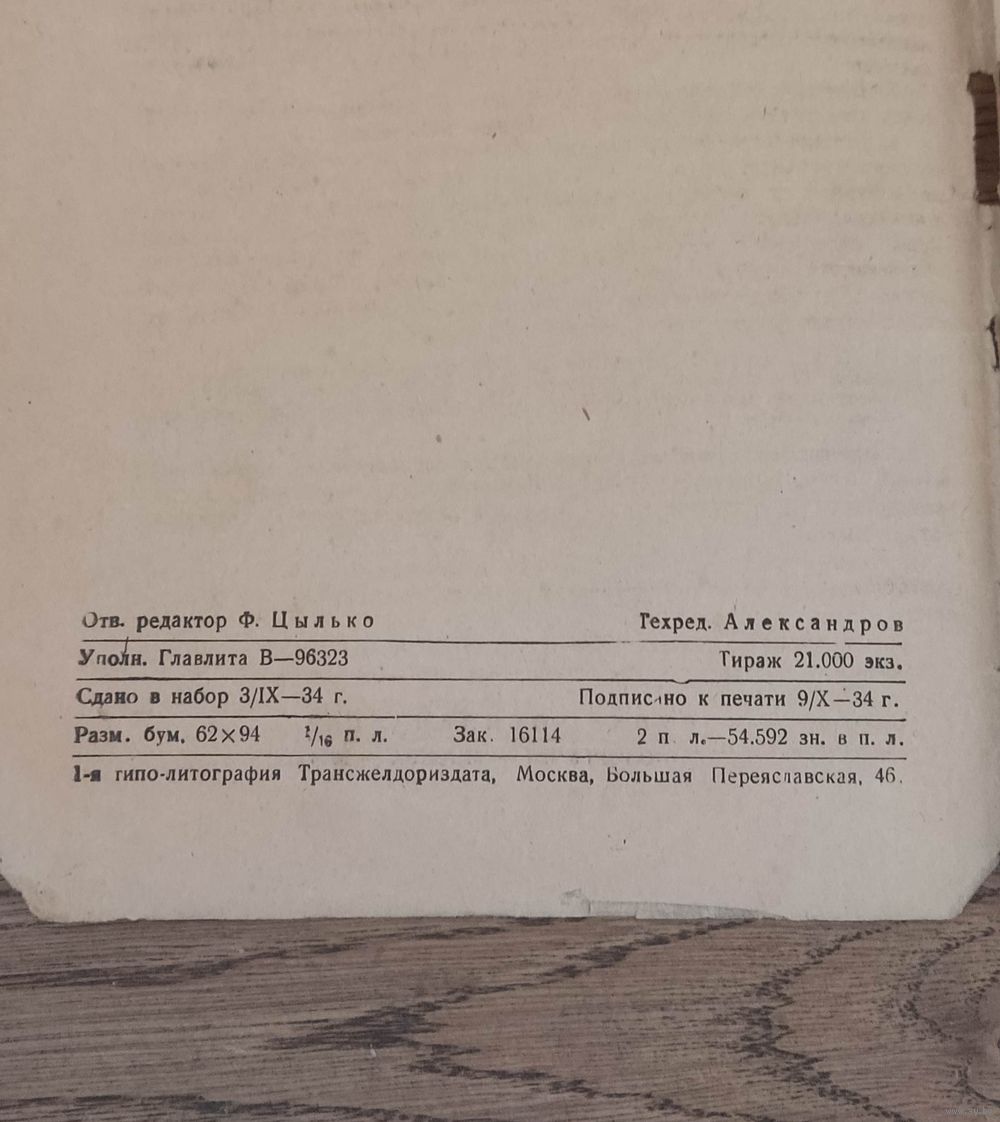 Отв. редактор Ф. Цылько Техред. Александров
Уполн. Главлита В—96323 Тираж 21.000 экз.
Сдано в набор 3/IX—34 г. Подписано к печати 9/X—34 г.
Разм. бум. 62×94 1/16 п. л. Зак. 16114 2 п. л.—54.592 зн. в п. л.
1-я типо-литография Трансжелдориздата, Москва, Большая Переяславская, 46.